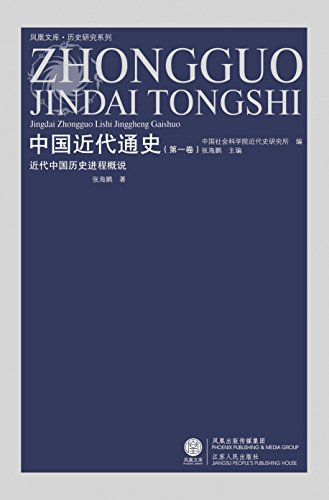 凤凰文库·历史研究系列
ZHONGGUO
JINDAI TONGSHI
Jingdai Zhongguo Lishi Jinggheng Gaishuo
中国近代通史(第一卷) 中国社会科学院近代史研究所 编
张海鹏 主编
近代中国历史进程概说
张海鹏 著
凤凰文库
凤凰出版传媒集团
PHOENIX PUBLISHING & MEDIA GROUP
江苏人民出版社
JIANGSU PEOPLE'S PUBLISHING HOUSE